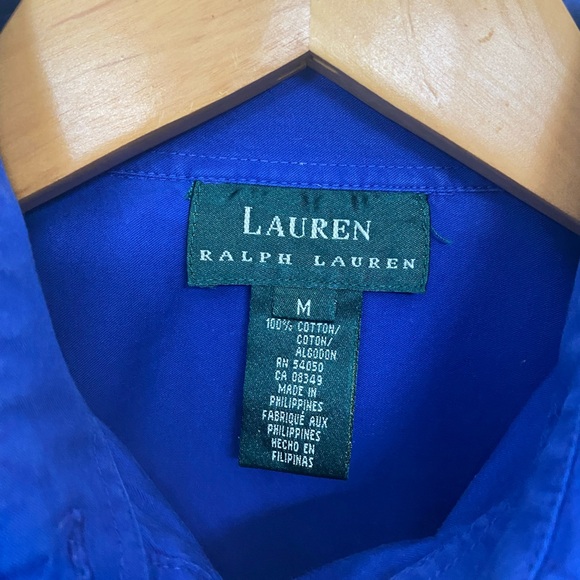 LAUREN
RALPH LAUREN
M
100% COTTON/
COTON/
ALGODON
RN 54050
CA 08349
MADE IN
PHILIPPINES
FABRIQUÉ AUX
PHILIPPINES
HECHO EN
FILIPINAS